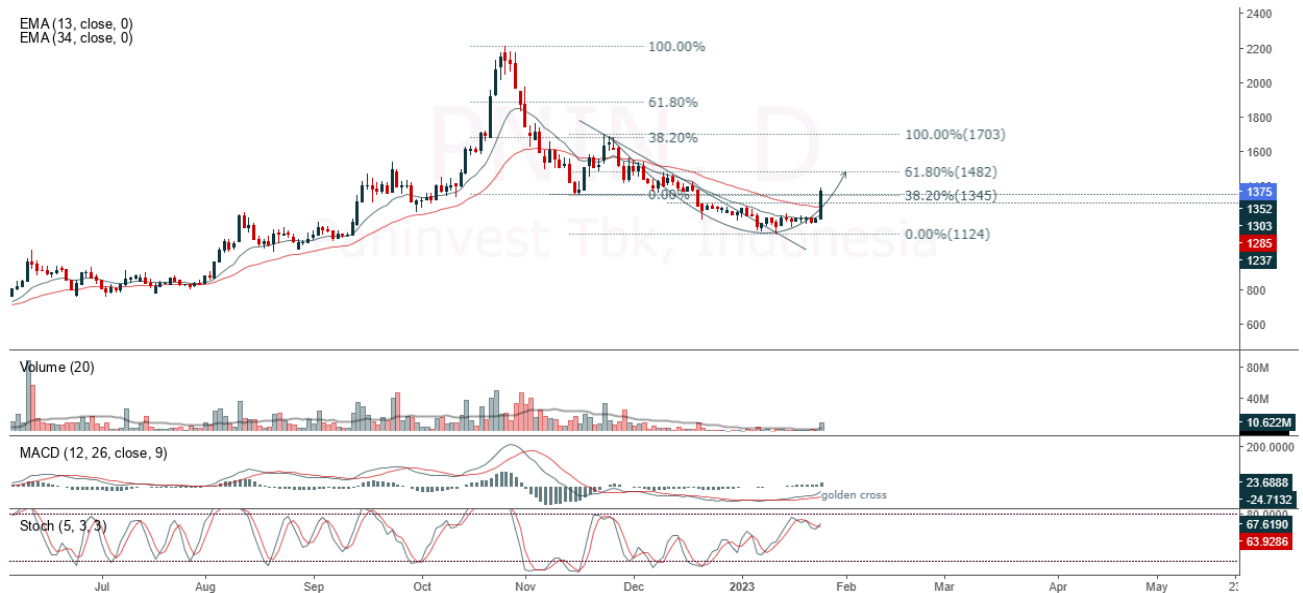 EMA (13, close, 0)
EMA (34, close, 0)
2400
2200
2000
1800
1600
800
600
100.00%
61.80%
38.20%
0.00%
100.00%(1703)
61.80%(1482)
38.20%(1345)
0.00%(1124)
PNIN, D
Paninvest Tbk, Indonesia
1375
1352
1303
1285
1237
Volume (20)
80M
40M
10.622M
MACD (12, 26, close, 9)
200.0000
23.6888
-24.7132
golden cross
Stoch (5, 3, 3)
80.0000
67.6190
63.9286
Jul Aug Sep Oct Nov Dec 2023 Feb Mar Apr May